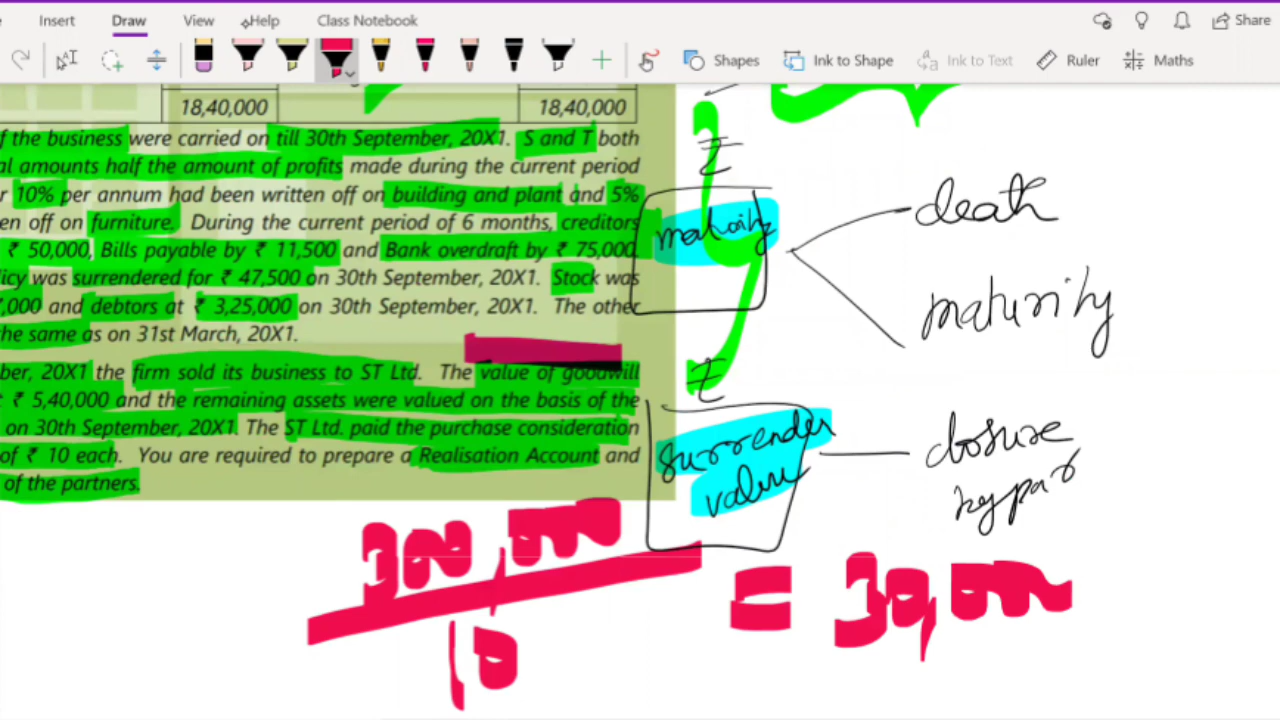 Insert Draw View Help Class Notebook Share
Shapes Ink to Shape Ink to Text Ruler Maths
18,40,000 18,40,000
f the business were carried on till 30th September, 20X1. S and T both
al amounts half the amount of profits made during the current period
r 10% per annum had been written off on building and plant and 5%
en off on furniture. During the current period of 6 months, creditors
₹ 50,000, Bills payable by ₹ 11,500 and Bank overdraft by ₹ 75,000
licy was surrendered for ₹ 47,500 on 30th September, 20X1. Stock was
7,000 and debtors at ₹ 3,25,000 on 30th September, 20X1. The other
the same as on 31st March, 20X1.
ber, 20X1 the firm sold its business to ST Ltd. The value of goodwill
t ₹ 5,40,000 and the remaining assets were valued on the basis of the
on 30th September, 20X1. The ST Ltd. paid the purchase consideration
of ₹ 10 each. You are required to prepare a Realisation Account and
of the partners.
₹
maturity
death
maturity
₹
surrender
value
closure
300,000
10
= 30,000